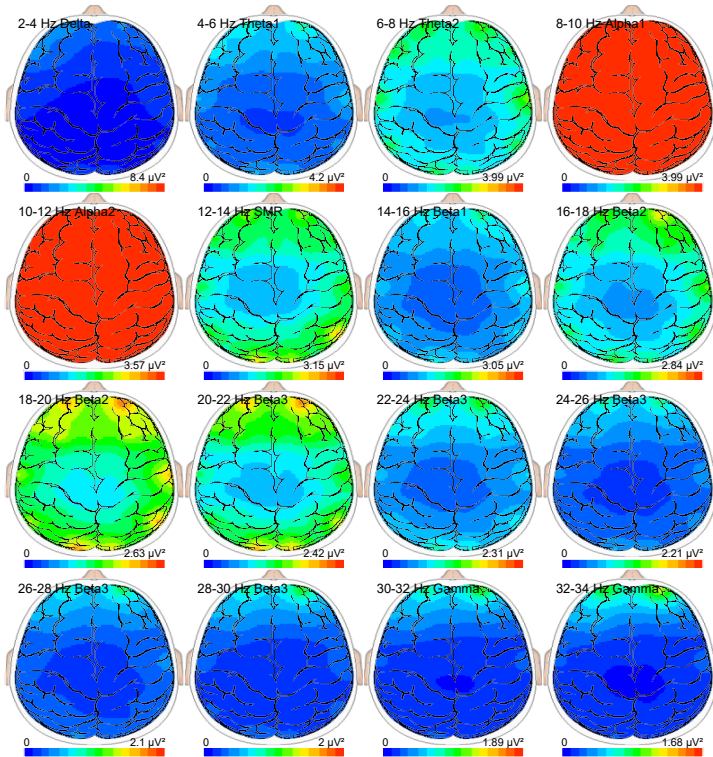 2-4 Hz Delta 4-6 Hz Theta1 6-8 Hz Theta2 8-10 Hz Alpha1
0 8.4 µV² 0 4.2 µV² 0 3.99 µV² 0 3.99 µV²
10-12 Hz Alpha2 12-14 Hz SMR 14-16 Hz Beta1 16-18 Hz Beta2
0 3.57 µV² 0 3.15 µV² 0 3.05 µV² 0 2.84 µV²
18-20 Hz Beta2 20-22 Hz Beta3 22-24 Hz Beta3 24-26 Hz Beta3
0 2.63 µV² 0 2.42 µV² 0 2.31 µV² 0 2.21 µV²
26-28 Hz Beta3 28-30 Hz Beta3 30-32 Hz Gamma 32-34 Hz Gamma
0 2.1 µV² 0 2 µV² 0 1.89 µV² 0 1.68 µV²